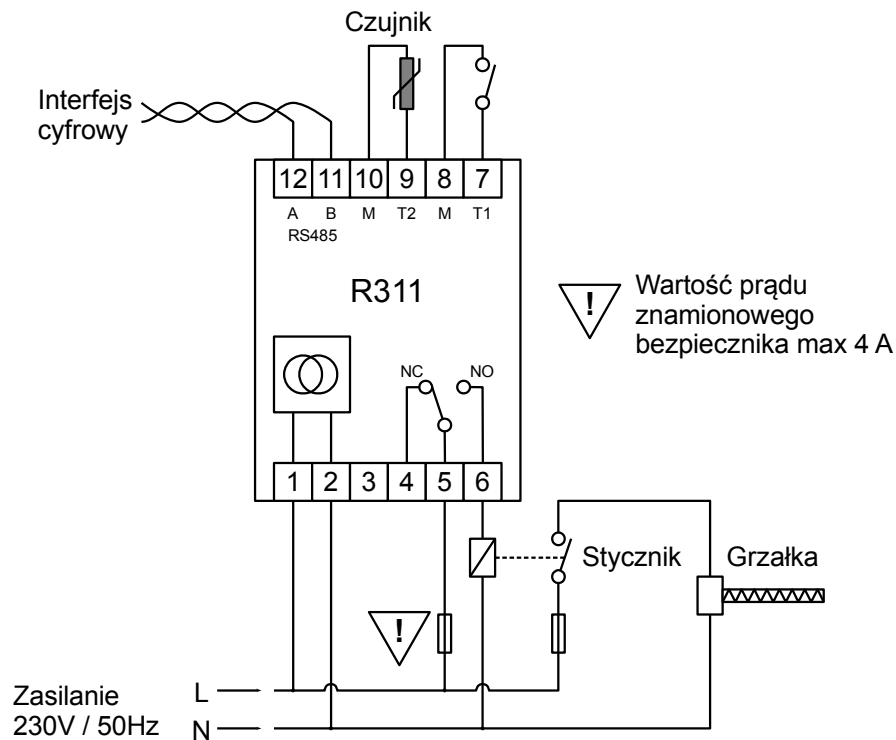 Czujnik
Interfejs
cyfrowy
12 11 10 9 8 7
A B M T2 M T1
RS485
R311
! Wartość prądu
znamionowego
bezpiecznika max 4 A
NC NO
1 2 3 4 5 6
Stycznik Grzałka
!
Zasilanie L
230V / 50Hz N